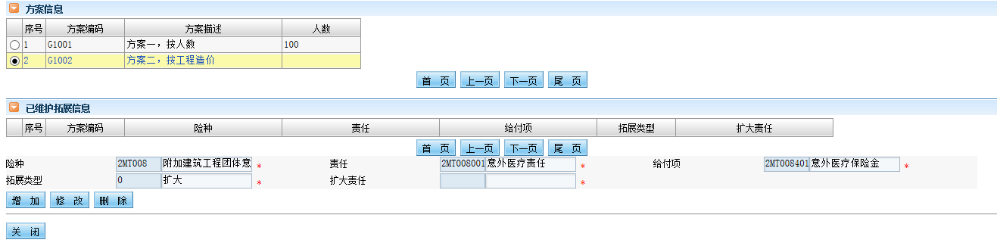 方案信息
序号 方案编码 方案描述 人数
1 G1001 方案一，按人数 100
2 G1002 方案二，按工程造价
首 页 上一页 下一页 尾 页
已维护拓展信息
序号 方案编码 险种 责任 给付项 拓展类型 扩大责任
首 页 上一页 下一页 尾 页
险种 2MT008 附加建筑工程团体意 * 责任 2MT008001 意外医疗责任 * 给付项 2MT008401 意外医疗保险金 *
拓展类型 0 扩大 * 扩大责任 *
增 加 修 改 删 除
关 闭